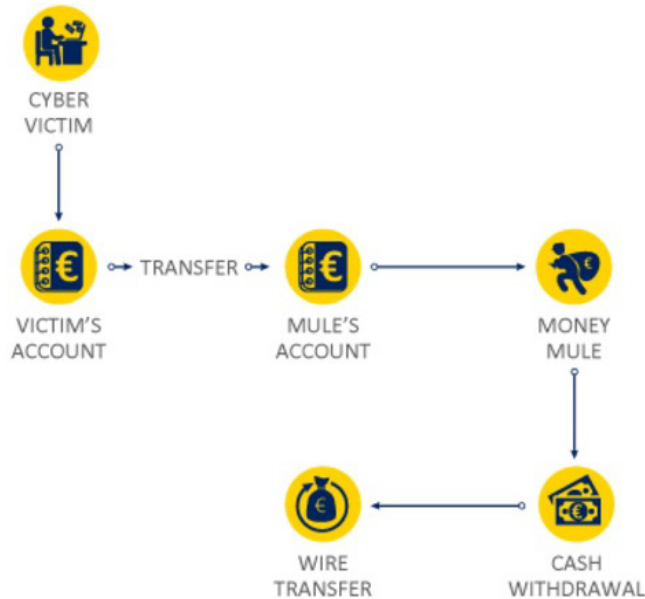 CYBER
VICTIM
VICTIM'S
ACCOUNT
TRANSFER
MULE'S
ACCOUNT
MONEY
MULE
CASH
WITHDRAWAL
WIRE
TRANSFER